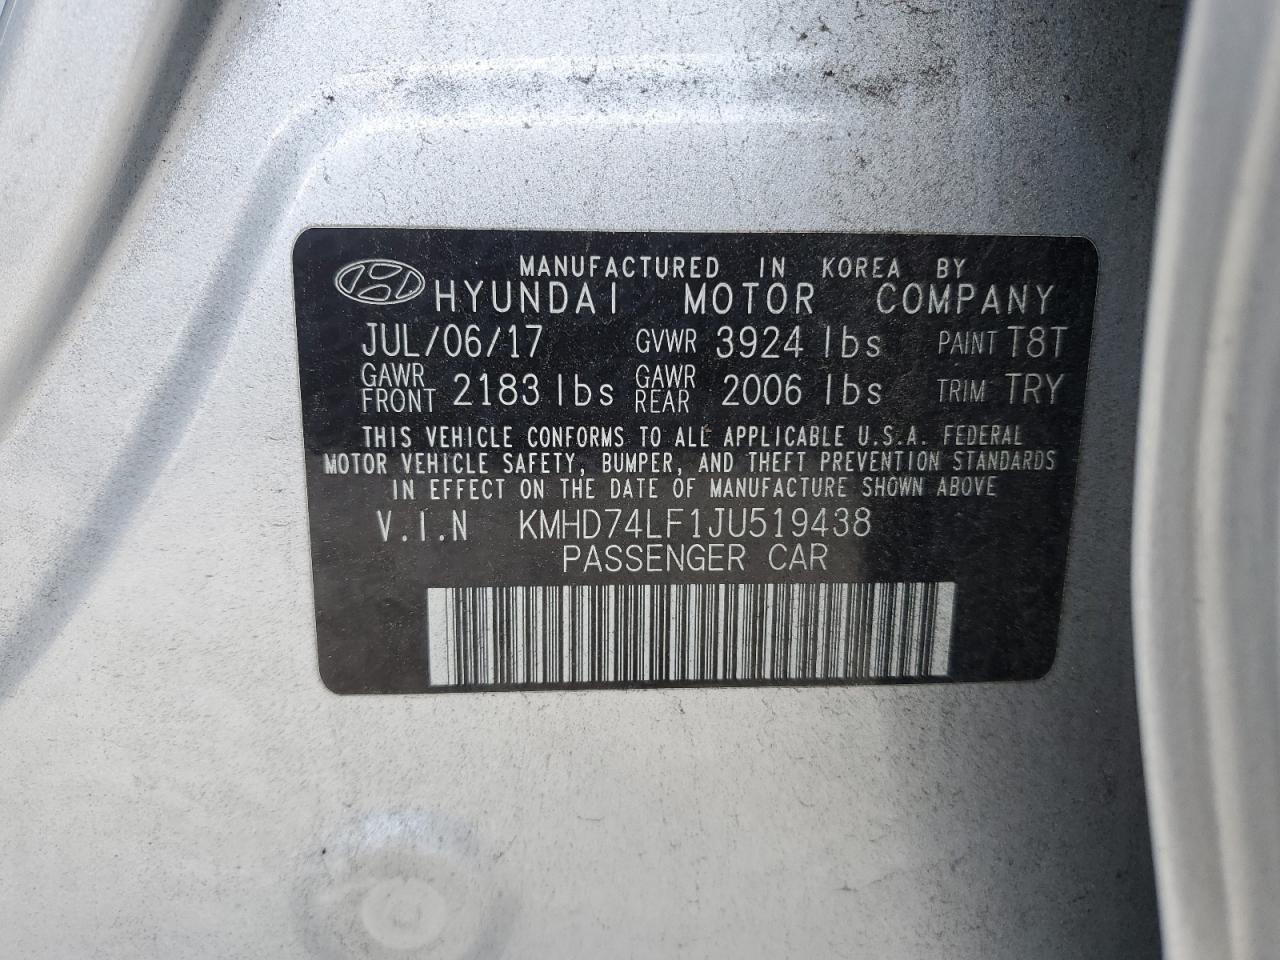 MANUFACTURED IN KOREA BY
HYUNDAI MOTOR COMPANY
JUL/06/17 GVWR 3924 lbs PAINT T8T
GAWR FRONT 2183 lbs GAWR REAR 2006 lbs TRIM TRY
THIS VEHICLE CONFORMS TO ALL APPLICABLE U.S.A. FEDERAL
MOTOR VEHICLE SAFETY, BUMPER, AND THEFT PREVENTION STANDARDS
IN EFFECT ON THE DATE OF MANUFACTURE SHOWN ABOVE
V.I.N KMHD74LF1JU519438
PASSENGER CAR